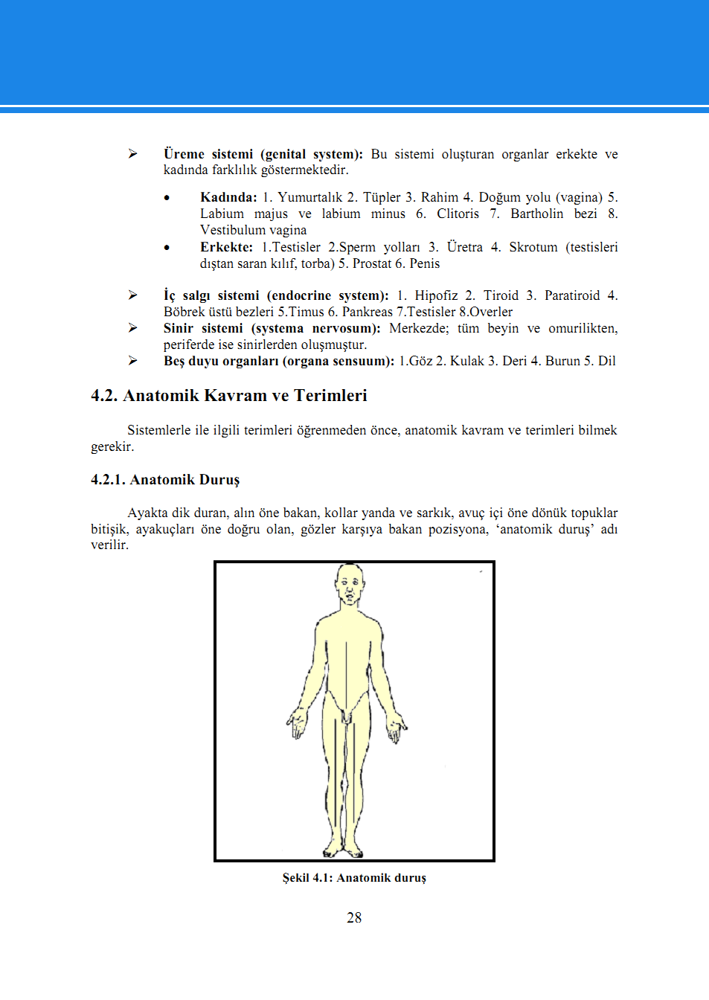 ➢ Üreme sistemi (genital system): Bu sistemi oluşturan organlar erkekte ve
kadında farklılık göstermektedir.
• Kadında: 1. Yumurtalık 2. Tüpler 3. Rahim 4. Doğum yolu (vagina) 5.
Labium majus ve labium minus 6. Clitoris 7. Bartholin bezi 8.
Vestibulum vagina
• Erkekte: 1.Testisler 2.Sperm yolları 3. Üretra 4. Skrotum (testisleri
dıştan saran kılıf, torba) 5. Prostat 6. Penis
➢ İç salgı sistemi (endocrine system): 1. Hipofiz 2. Tiroid 3. Paratiroid 4.
Böbrek üstü bezleri 5.Timus 6. Pankreas 7.Testisler 8.Overler
➢ Sinir sistemi (systema nervosum): Merkezde; tüm beyin ve omurilikten,
periferde ise sinirlerden oluşmuştur.
➢ Beş duyu organları (organa sensuum): 1.Göz 2. Kulak 3. Deri 4. Burun 5. Dil
4.2. Anatomik Kavram ve Terimleri
Sistemlerle ile ilgili terimleri öğrenmeden önce, anatomik kavram ve terimleri bilmek
gerekir.
4.2.1. Anatomik Duruş
Ayakta dik duran, alın öne bakan, kollar yanda ve sarkık, avuç içi öne dönük topuklar
bitişik, ayakuçları öne doğru olan, gözler karşıya bakan pozisyona, ‘anatomik duruş’ adı
verilir.
Şekil 4.1: Anatomik duruş
28